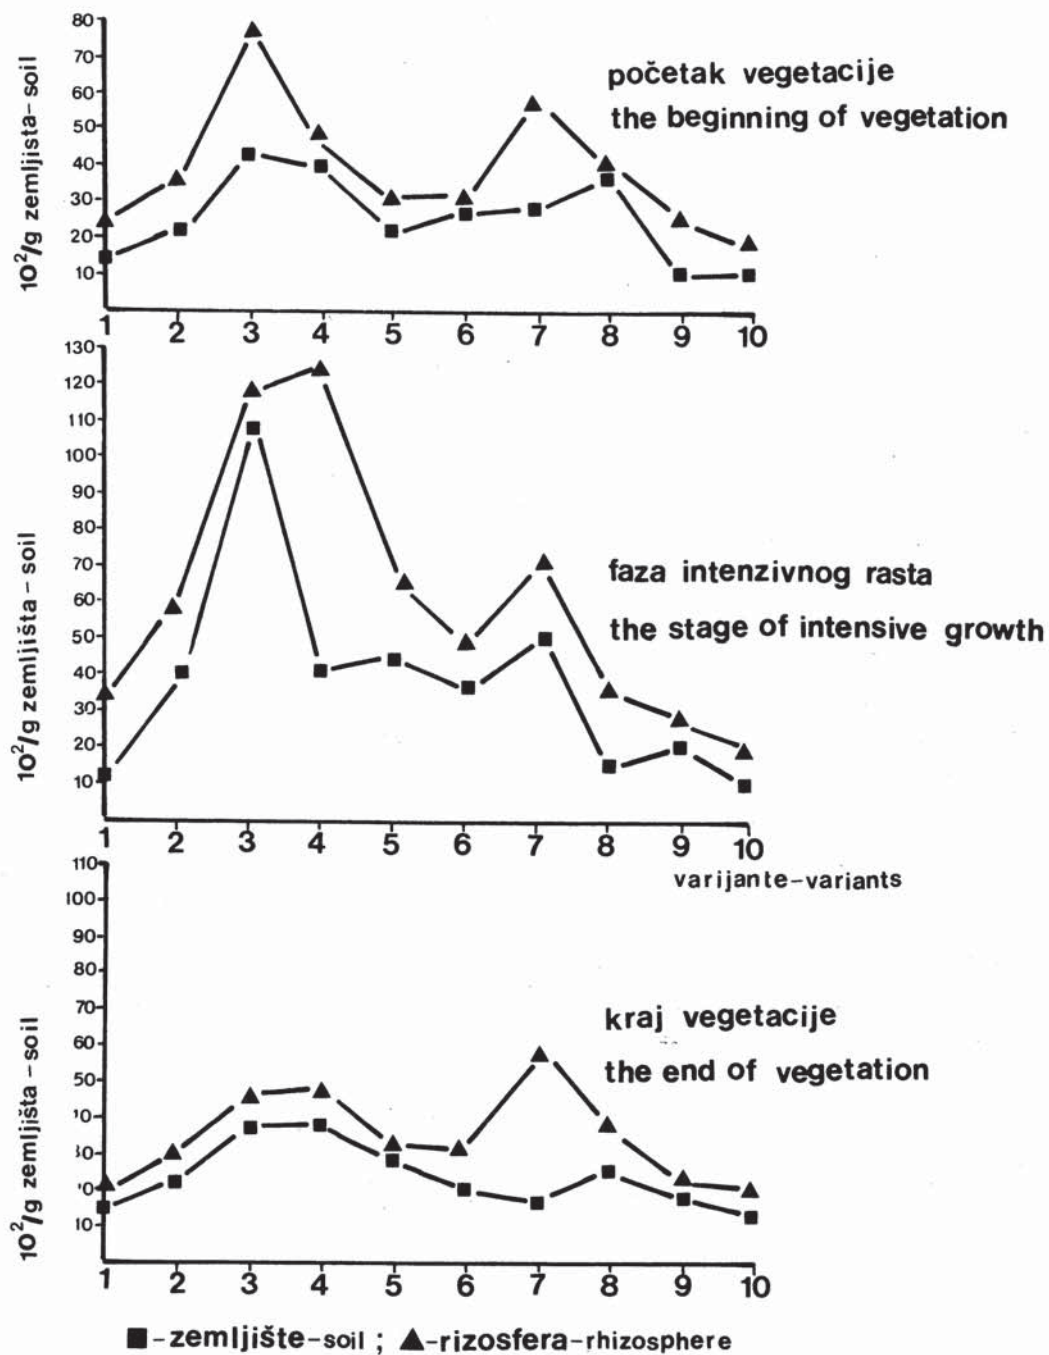 80
70
60
50
40
30
20
10
10²/g zemljista-soil
početak vegetacije
the beginning of vegetation
1 2 3 4 5 6 7 8 9 10
130
120
110
100
90
80
70
60
50
40
30
20
10
10²/g zemljišta-soil
faza intenzivnog rasta
the stage of intensive growth
1 2 3 4 5 6 7 8 9 10
varijante-variants
110
100
90
80
70
60
50
10
30
10
10
10²/g zemljišta-soil
kraj vegetacije
the end of vegetation
1 2 3 4 5 6 7 8 9 10
■-zemljište-soil ; ▲-rizosfera-rhizosphere